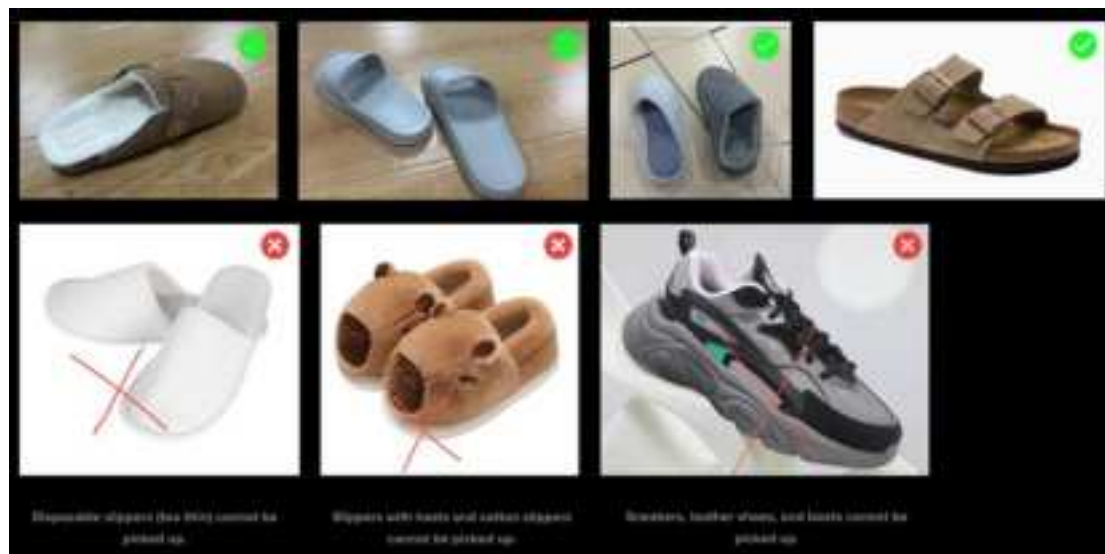 Disposable slippers (too thin) cannot be
picked up.
Slippers with heels and cotton slippers
cannot be picked up.
Sneakers, leather shoes, and boots cannot be
picked up.